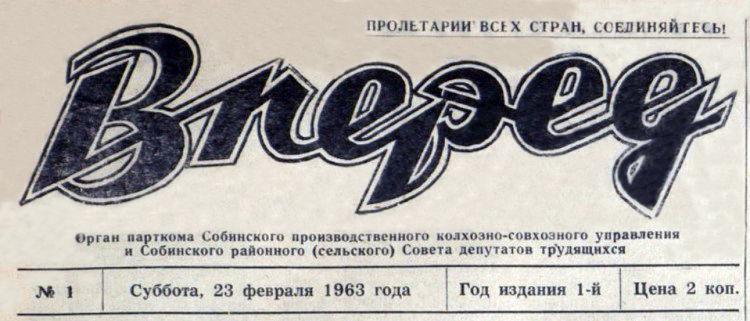 ПРОЛЕТАРИИ ВСЕХ СТРАН, СОЕДИНЯЙТЕСЬ!
Вперед
Орган парткома Собинского производственного колхозно-совхозного управления
и Собинского районного (сельского) Совета депутатов трудящихся
№ 1 Суббота, 23 февраля 1963 года Год издания 1-й Цена 2 коп.